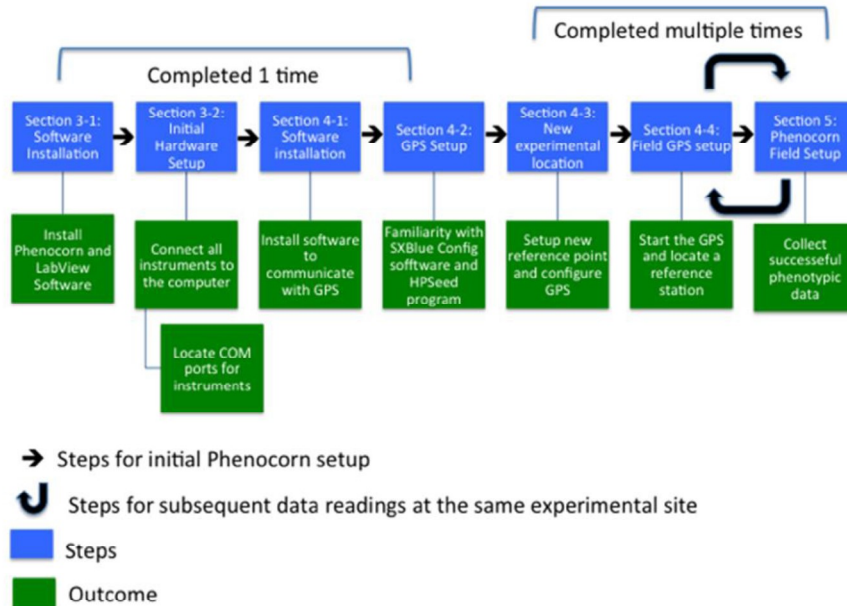 Completed multiple times
Completed 1 time
Section 3-1:
Software
Installation
Section 3-2:
Initial
Hardware
Setup
Section 4-1:
Software
installation
Section 4-2:
GPS Setup
Section 4-3:
New
experimental
location
Section 4-4:
Field GPS setup
Section 5:
Phenocorn
Field Setup
Install
Phenocorn and
LabView
Software
Connect all
instruments to
the computer
Install software
to
communicate
with GPS
Familiarity with
SXBlue Config
sofftware and
HPSeed
program
Setup new
reference point
and configure
GPS
Start the GPS
and locate a
reference
station
Collect
succeseful
phenotypic
data
Locate COM
ports for
instruments
Steps for initial Phenocorn setup
Steps for subsequent data readings at the same experimental site
Steps
Outcome